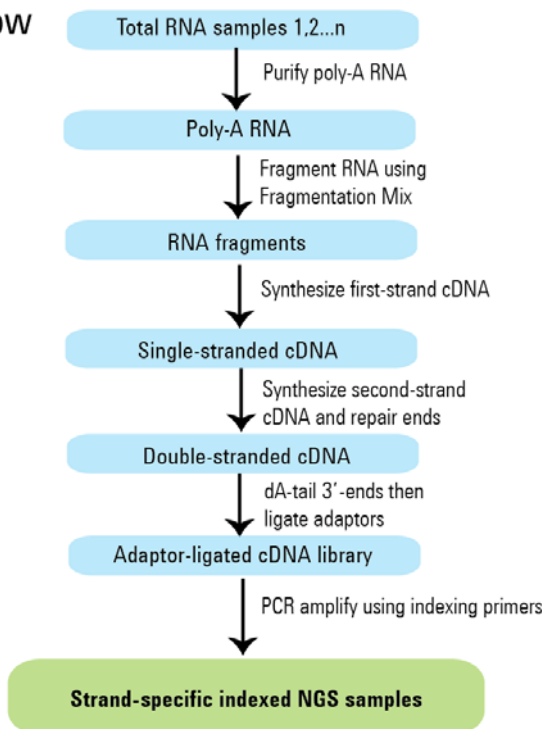 ow
Total RNA samples 1,2...n
Purify poly-A RNA
Poly-A RNA
Fragment RNA using
Fragmentation Mix
RNA fragments
Synthesize first-strand cDNA
Single-stranded cDNA
Synthesize second-strand
cDNA and repair ends
Double-stranded cDNA
dA-tail 3´-ends then
ligate adaptors
Adaptor-ligated cDNA library
PCR amplify using indexing primers
Strand-specific indexed NGS samples